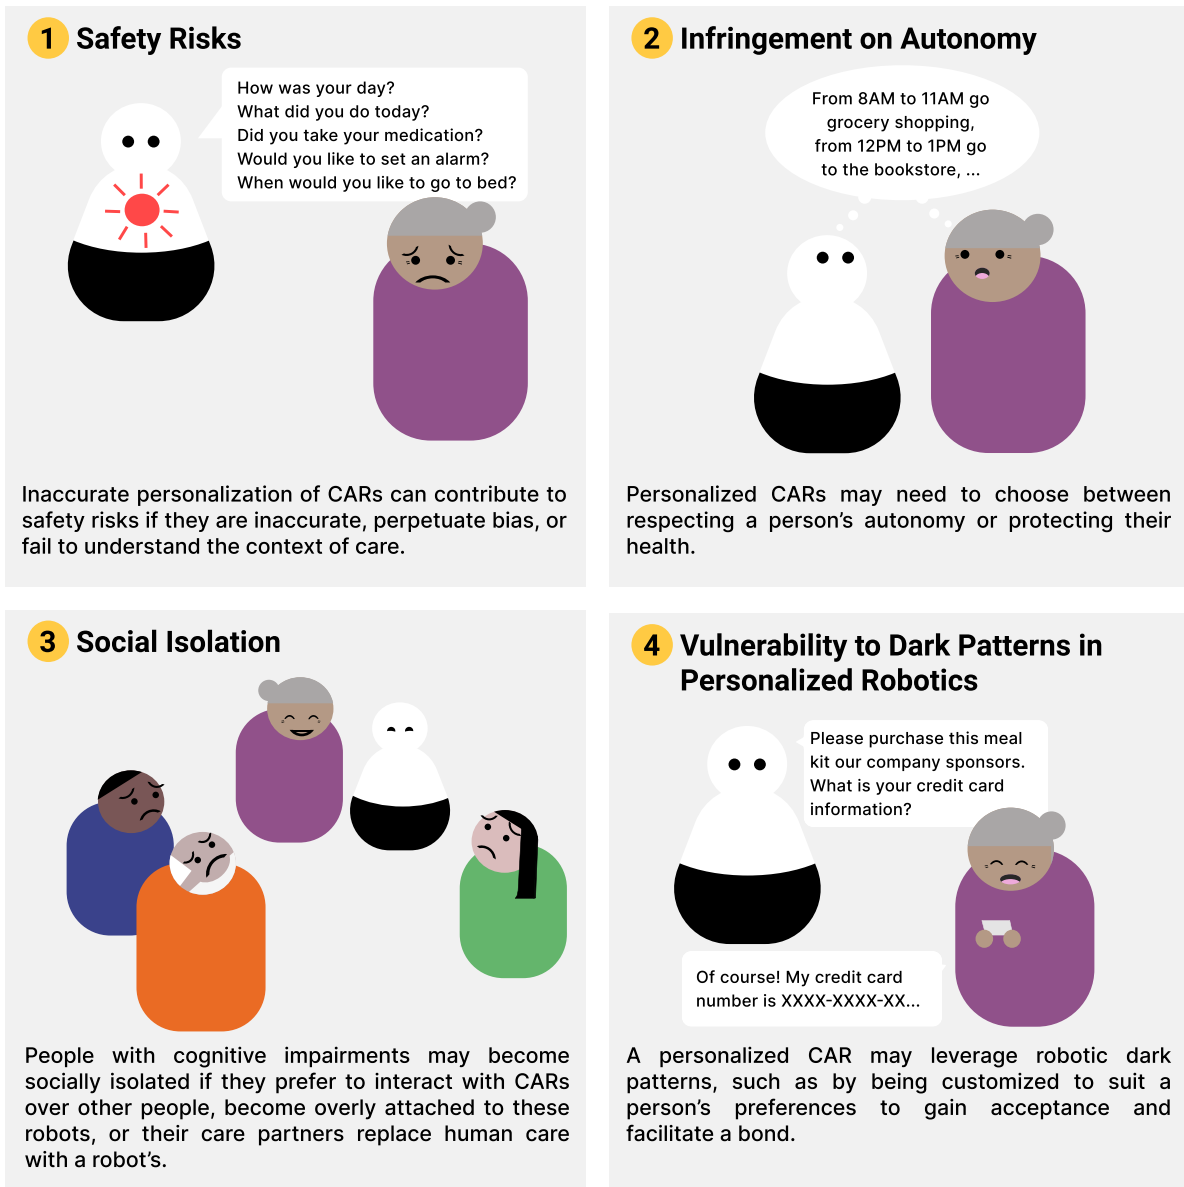 1 Safety Risks
How was your day?
What did you do today?
Did you take your medication?
Would you like to set an alarm?
When would you like to go to bed?
Inaccurate personalization of CARs can contribute to
safety risks if they are inaccurate, perpetuate bias, or
fail to understand the context of care.
2 Infringement on Autonomy
From 8AM to 11AM go
grocery shopping,
from 12PM to 1PM go
to the bookstore, ...
Personalized CARs may need to choose between
respecting a person’s autonomy or protecting their
health.
3 Social Isolation
People with cognitive impairments may become
socially isolated if they prefer to interact with CARs
over other people, become overly attached to these
robots, or their care partners replace human care
with a robot’s.
4 Vulnerability to Dark Patterns in
Personalized Robotics
Please purchase this meal
kit our company sponsors.
What is your credit card
information?
Of course! My credit card
number is XXXX-XXXX-XX...
A personalized CAR may leverage robotic dark
patterns, such as by being customized to suit a
person’s preferences to gain acceptance and
facilitate a bond.